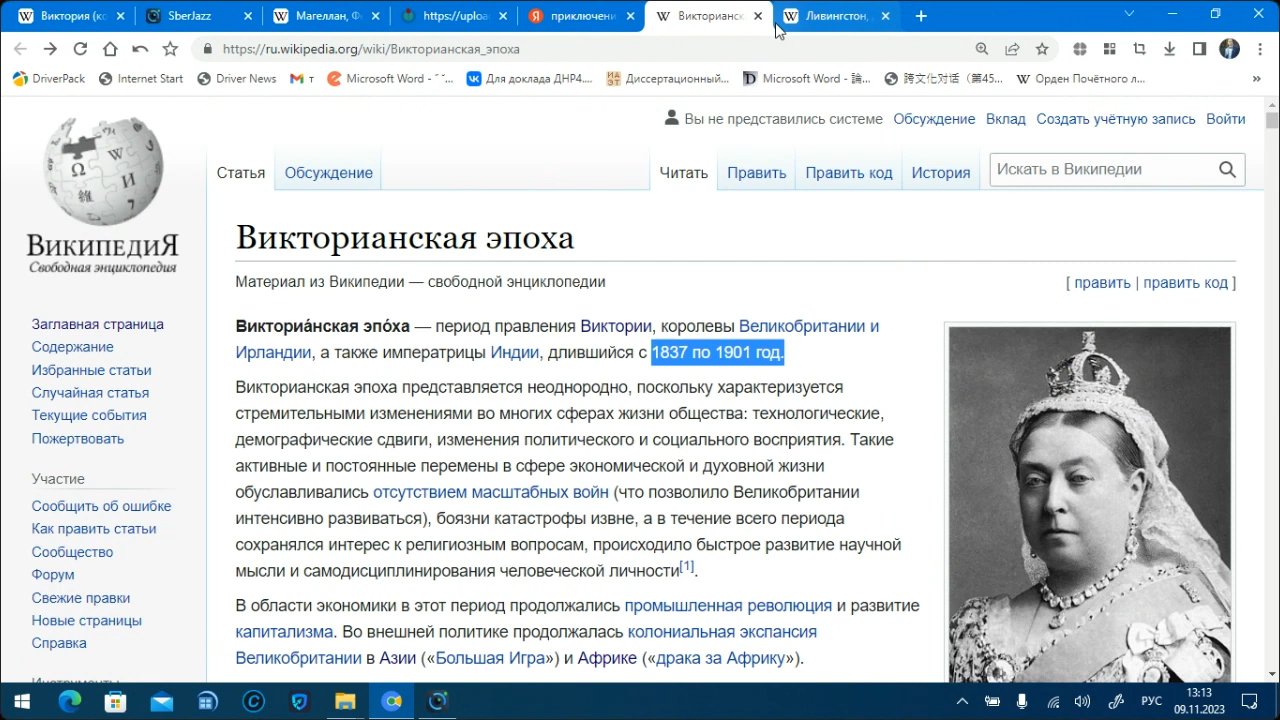 Виктория (ко
SberJazz
Магеллан, Ф
https://uploa
приключени
Викторианска
Ливингстон,
https://ru.wikipedia.org/wiki/Викторианская_эпоха
DriverPack
Internet Start
Driver News
т
Microsoft Word - ˜ˆ...
Для доклада ДНР4....
Диссертационный...
Microsoft Word - 論...
跨文化对话（第45...
Орден Почётного л...
»
Вы не представились системе
Обсуждение
Вклад
Создать учётную запись
Войти
Статья
Обсуждение
Читать
Править
Править код
История
Искать в Википедии
ВикипедиЯ
Свободная энциклопедия
Заглавная страница
Содержание
Избранные статьи
Случайная статья
Текущие события
Пожертвовать
Участие
Сообщить об ошибке
Как править статьи
Сообщество
Форум
Свежие правки
Новые страницы
Справка
Инструменты
Викторианская эпоха
Материал из Википедии — свободной энциклопедии
[ править | править код ]
Викториа́нская эпо́ха — период правления Виктории, королевы Великобритании и
Ирландии, а также императрицы Индии, длившийся с 1837 по 1901 год.
Викторианская эпоха представляется неоднородно, поскольку характеризуется
стремительными изменениями во многих сферах жизни общества: технологические,
демографические сдвиги, изменения политического и социального восприятия. Такие
активные и постоянные перемены в сфере экономической и духовной жизни
обуславливались отсутствием масштабных войн (что позволило Великобритании
интенсивно развиваться), боязни катастрофы извне, а в течение всего периода
сохранялся интерес к религиозным вопросам, происходило быстрое развитие научной
мысли и самодисциплинирования человеческой личности[1].
В области экономики в этот период продолжались промышленная революция и развитие
капитализма. Во внешней политике продолжалась колониальная экспансия
Великобритании в Азии («Большая Игра») и Африке («драка за Африку»).
РУС
13:13
09.11.2023